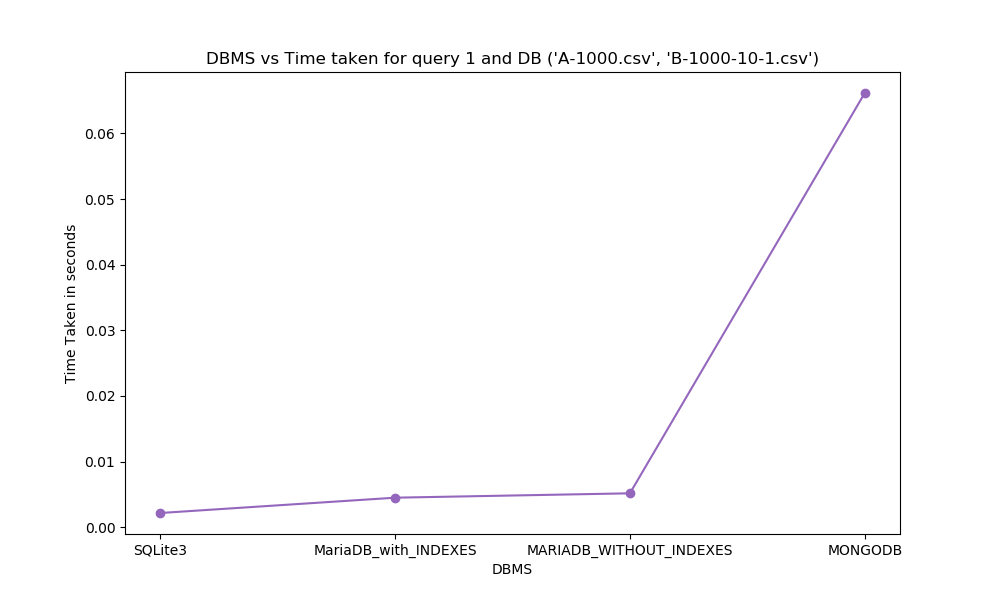 DBMS vs Time taken for query 1 and DB ('A-1000.csv', 'B-1000-10-1.csv')
Time Taken in seconds
0.06
0.05
0.04
0.03
0.02
0.01
0.00
SQLite3
MariaDB_with_INDEXES
MARIADB_WITHOUT_INDEXES
MONGODB
DBMS